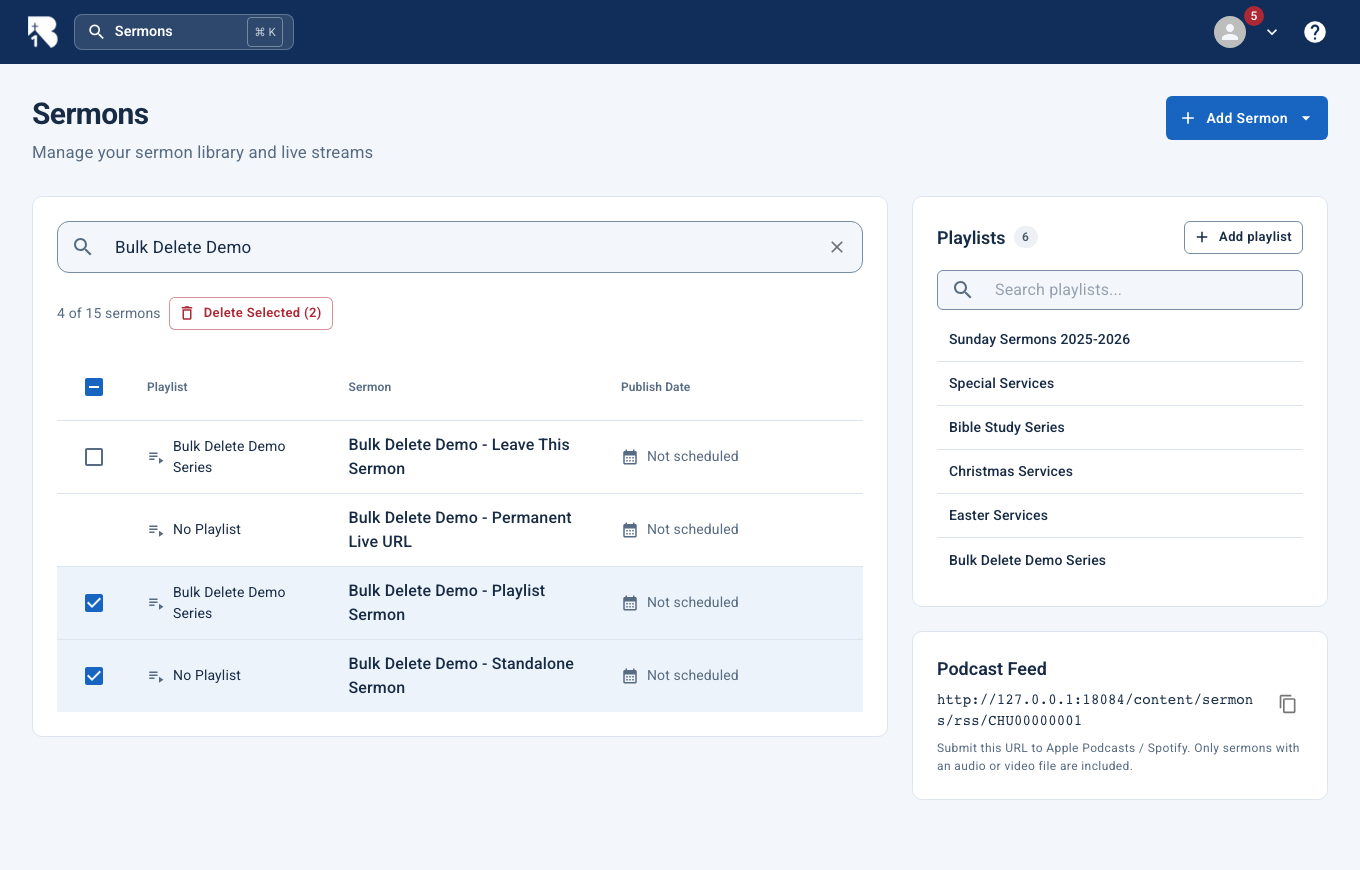 Sermons
⌘ K
5
Sermons
Manage your sermon library and live streams
Add Sermon
Bulk Delete Demo
4 of 15 sermons
Delete Selected (2)
Playlist
Sermon
Publish Date
Bulk Delete Demo
Series
Bulk Delete Demo - Leave This
Sermon
Not scheduled
No Playlist
Bulk Delete Demo - Permanent
Live URL
Not scheduled
Bulk Delete Demo
Series
Bulk Delete Demo - Playlist
Sermon
Not scheduled
No Playlist
Bulk Delete Demo - Standalone
Sermon
Not scheduled
Playlists
6
Add playlist
Search playlists...
Sunday Sermons 2025-2026
Special Services
Bible Study Series
Christmas Services
Easter Services
Bulk Delete Demo Series
Podcast Feed
http://127.0.0.1:18084/content/sermon
s/rss/CHU00000001
Submit this URL to Apple Podcasts / Spotify. Only sermons with
an audio or video file are included.